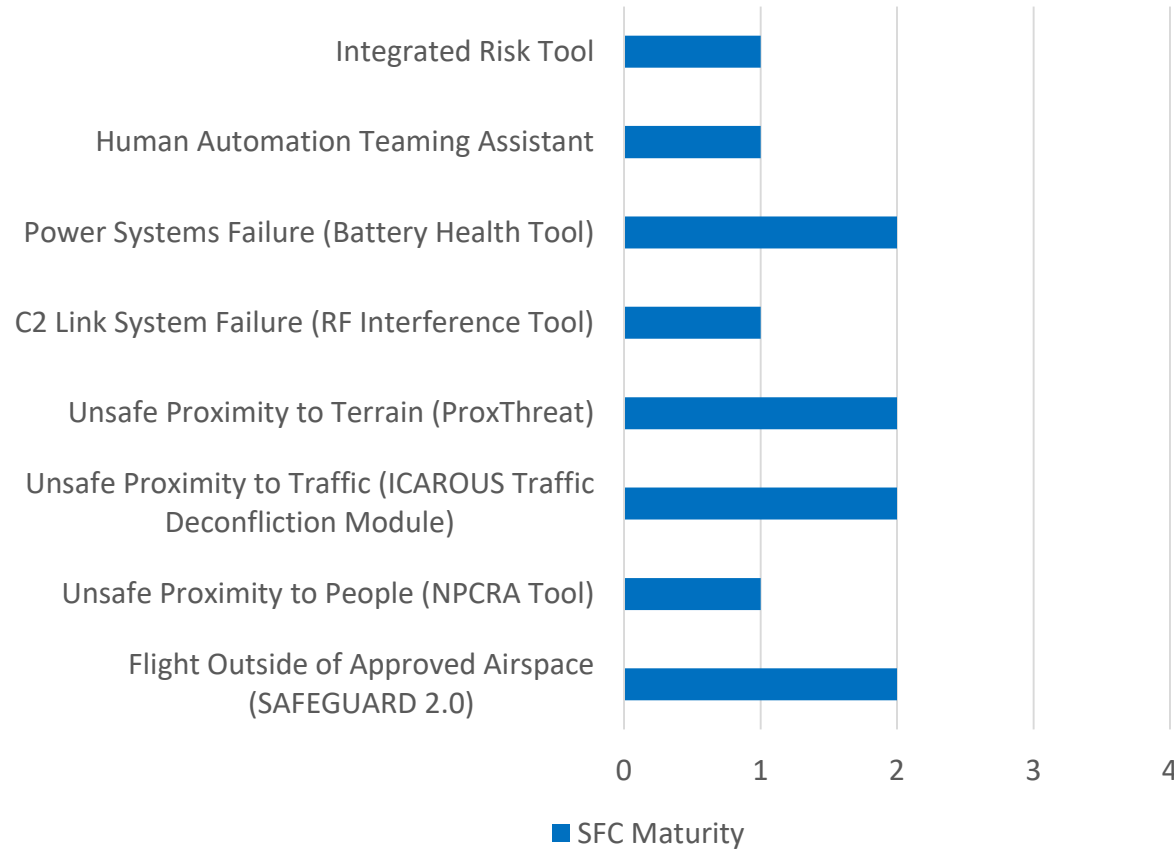 Integrated Risk Tool
Human Automation Teaming Assistant
Power Systems Failure (Battery Health Tool)
C2 Link System Failure (RF Interference Tool)
Unsafe Proximity to Terrain (ProxThreat)
Unsafe Proximity to Traffic (ICAROUS Traffic
Deconfliction Module)
Unsafe Proximity to People (NPCRA Tool)
Flight Outside of Approved Airspace
(SAFEGUARD 2.0)
0 1 2 3 4
SFC Maturity